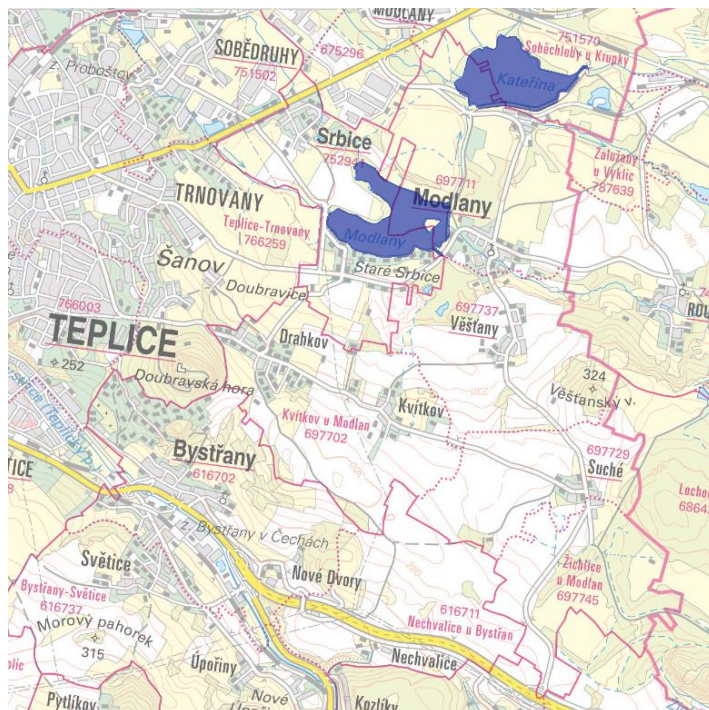 MODLANY
SOBĚDRUHY
751502
675296
751570
Soběchleby u Krupky
z. Proboštov
Kateřina
Srbice
Zalužany
u Vyklic
787639
697711
TRNOVANY
Modlany
Teplice-Trnovany
766259
Modlany
Šanov
Staré Srbice
Doubravice
766003
697737
TEPLICE
Drahkov
Věšťany
252
324
Doubravská hora
Věšťanský v.
Kvítkov
Kvítkov u Modlan
697702
230
Bystřany
697729
616702
Suché
z. Bystřany v Čechách
Světice
Nové Dvory
Žichlice
u Modlan
697745
Bystřany-Světice
616737
616711
Nechvalice u Bystřan
Morový pahorek
315
Úpořiny
Nechvalice
Pytlíkov
Nové
Kozlíky